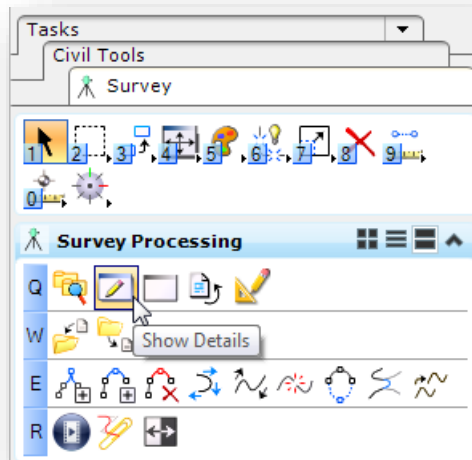 Tasks
Civil Tools
Survey
1 2 3 4 5 6 7 8 9
0
Survey Processing
Q
W
Show Details
E
R